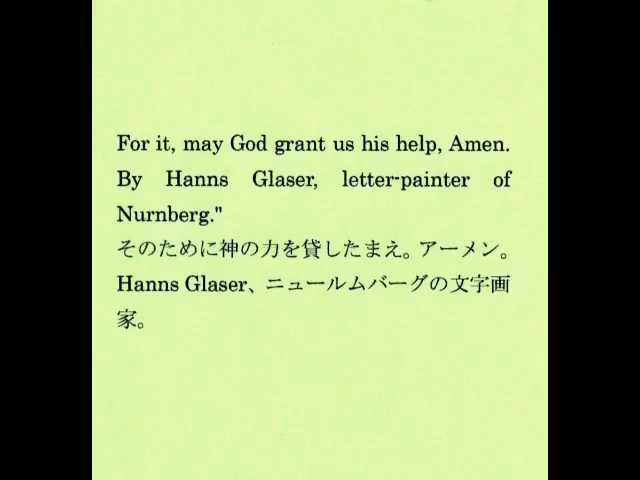 For it, may God grant us his help, Amen.
By Hanns Glaser, letter-painter of
Nurnberg."
そのために神の力を貸したまえ。アーメン。
Hanns Glaser、ニュールムバーグの文字画
家。